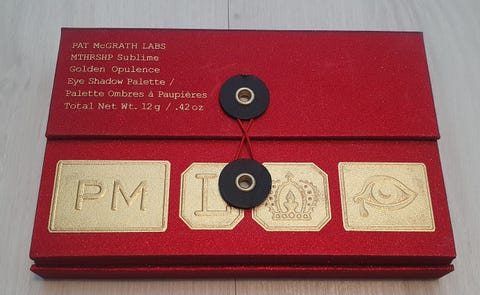 PAT McGRATH LABS
MTHRSHP Sublime
Golden Opulence
Eye Shadow Palette /
Palette Ombres à Paupières
Total Net Wt. 12 g / .42 oz
PM L